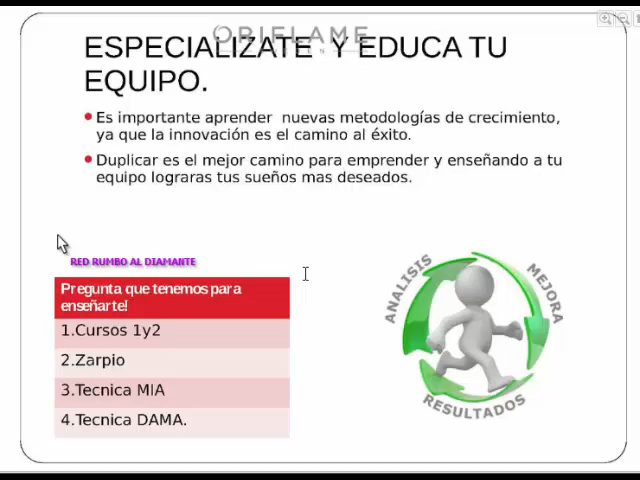 ORIFLAME
ESPECIALIZATE Y EDUCA TU
EQUIPO.
Es importante aprender nuevas metodologías de crecimiento,
ya que la innovación es el camino al éxito.
Duplicar es el mejor camino para emprender y enseñando a tu
equipo lograras tus sueños mas deseados.
RED RUMBO AL DIAMANTE
Pregunta que tenemos para
enseñarte!
1.Cursos 1y2
2.Zarpio
3.Tecnica MIA
4.Tecnica DAMA.
ANALISIS
MEJORA
RESULTADOS